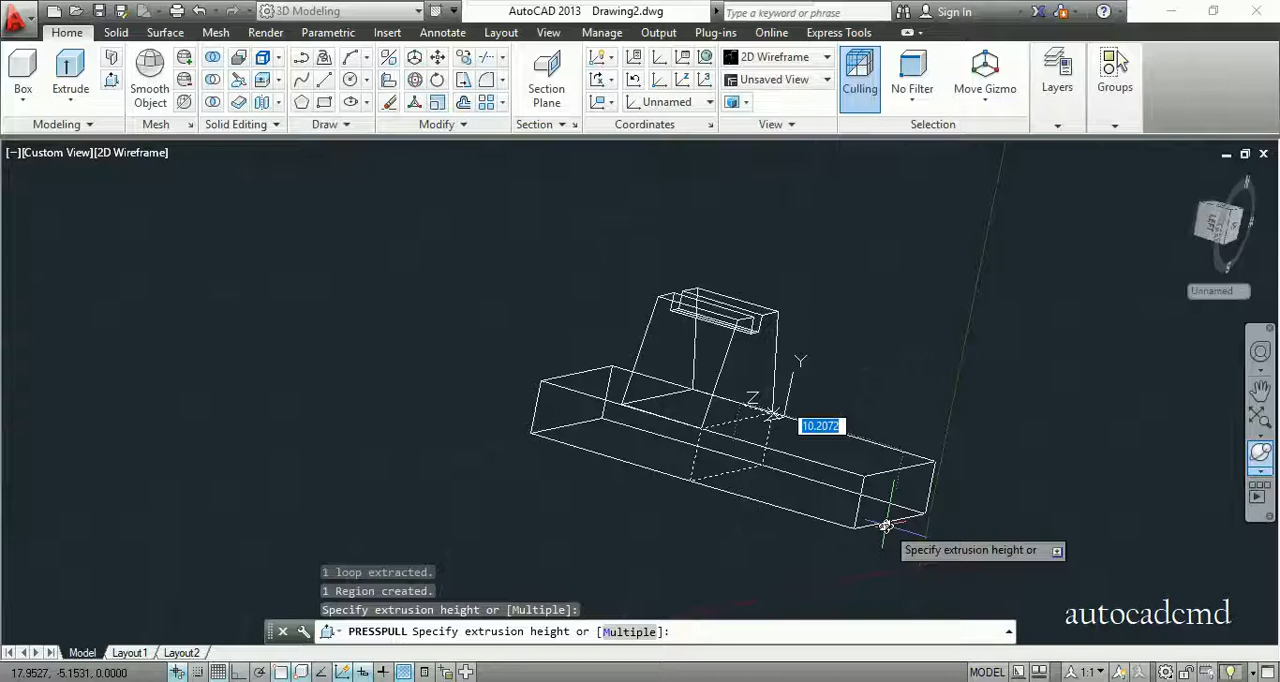 3D Modeling
AutoCAD 2013 Drawing2.dwg
Type a keyword or phrase
Sign In
Home Solid Surface Mesh Render Parametric Insert Annotate Layout View Manage Output Plug-ins Online Express Tools
2D Wireframe
Unsaved View
Unnamed
Box
Extrude
Smooth
Object
Section
Plane
Culling
No Filter
Move Gizmo
Layers
Groups
Modeling Mesh Solid Editing Draw Modify Section Coordinates View Selection
[−][Custom View][2D Wireframe]
LEFT
Unnamed
Y
Z
X
10.2072
Specify extrusion height or
1 loop extracted.
1 Region created.
Specify extrusion height or [Multiple]:
autocadcmd
PRESSPULL Specify extrusion height or [Multiple]:
Model Layout1 Layout2
17.9527, -5.1531, 0.0000
MODEL
1:1